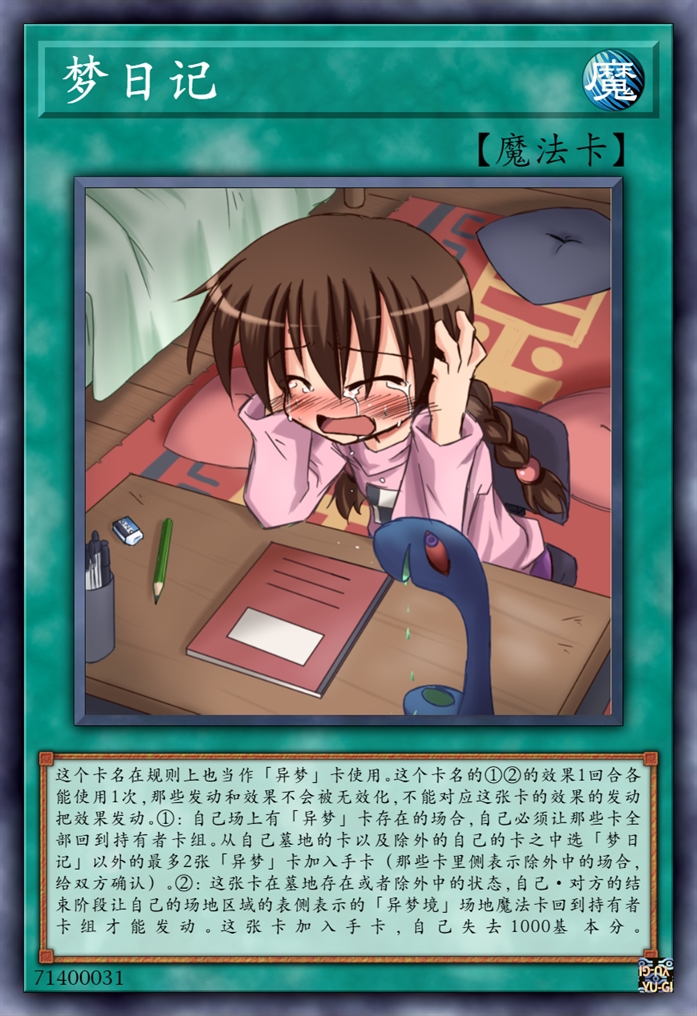 梦日记
魔
【魔法卡】
这个卡名在规则上也当作「异梦」卡使用。这个卡名的①②的效果1回合各
能使用1次,那些发动和效果不会被无效化,不能对应这张卡的效果的发动
把效果发动。①:自己场上有「异梦」卡存在的场合,自己必须让那些卡全
部回到持有者卡组。从自己墓地的卡以及除外的自己的卡之中选「梦日
记」以外的最多2张「异梦」卡加入手卡(那些卡里侧表示除外中的场合,
给双方确认)。②:这张卡在墓地存在或者除外中的状态,自己·对方的结
束阶段让自己的场地区域的表侧表示的「异梦境」场地魔法卡回到持有者
卡组才能发动。这张卡加入手卡,自己失去1000基本分。
71400031
YU-GI